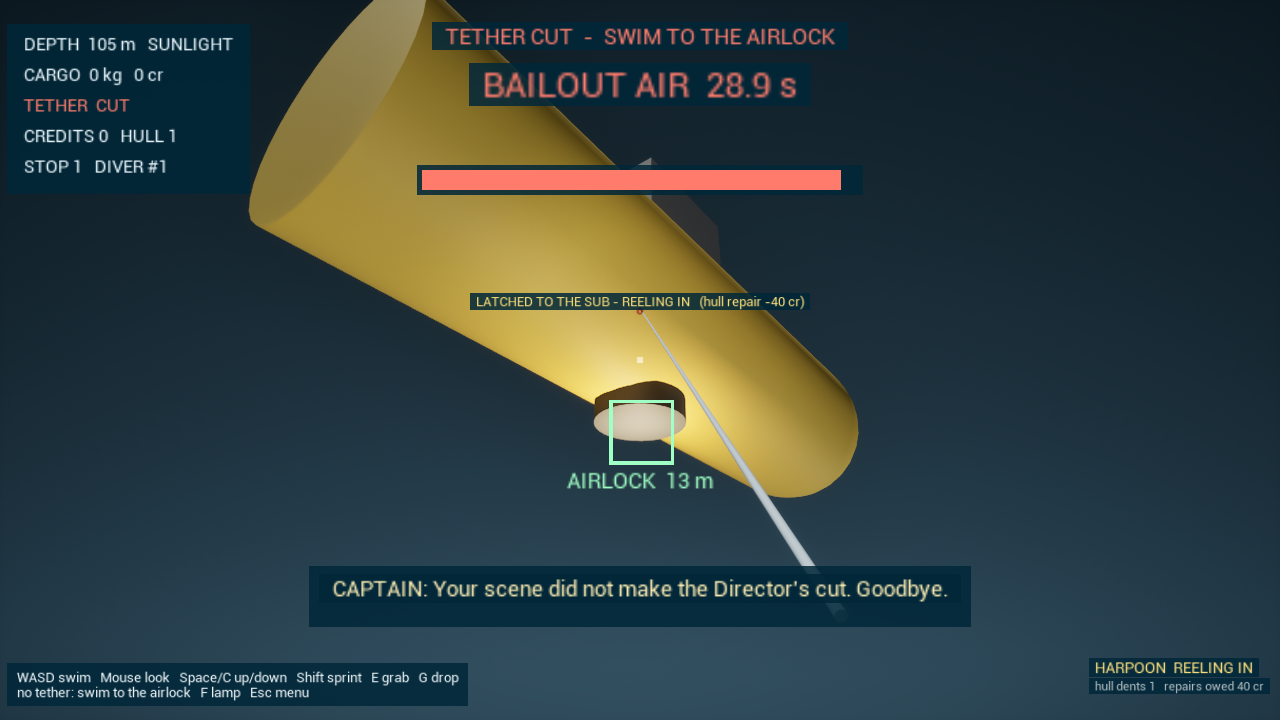 DEPTH 105 m SUNLIGHT
CARGO 0 kg 0 cr
TETHER CUT
CREDITS 0 HULL 1
STOP 1 DIVER #1
TETHER CUT - SWIM TO THE AIRLOCK
BAILOUT AIR 28.9 s
LATCHED TO THE SUB - REELING IN (hull repair -40 cr)
AIRLOCK 13 m
CAPTAIN: Your scene did not make the Director's cut. Goodbye.
WASD swim Mouse look Space/C up/down Shift sprint E grab G drop
no tether: swim to the airlock F lamp Esc menu
HARPOON REELING IN
hull dents 1 repairs owed 40 cr